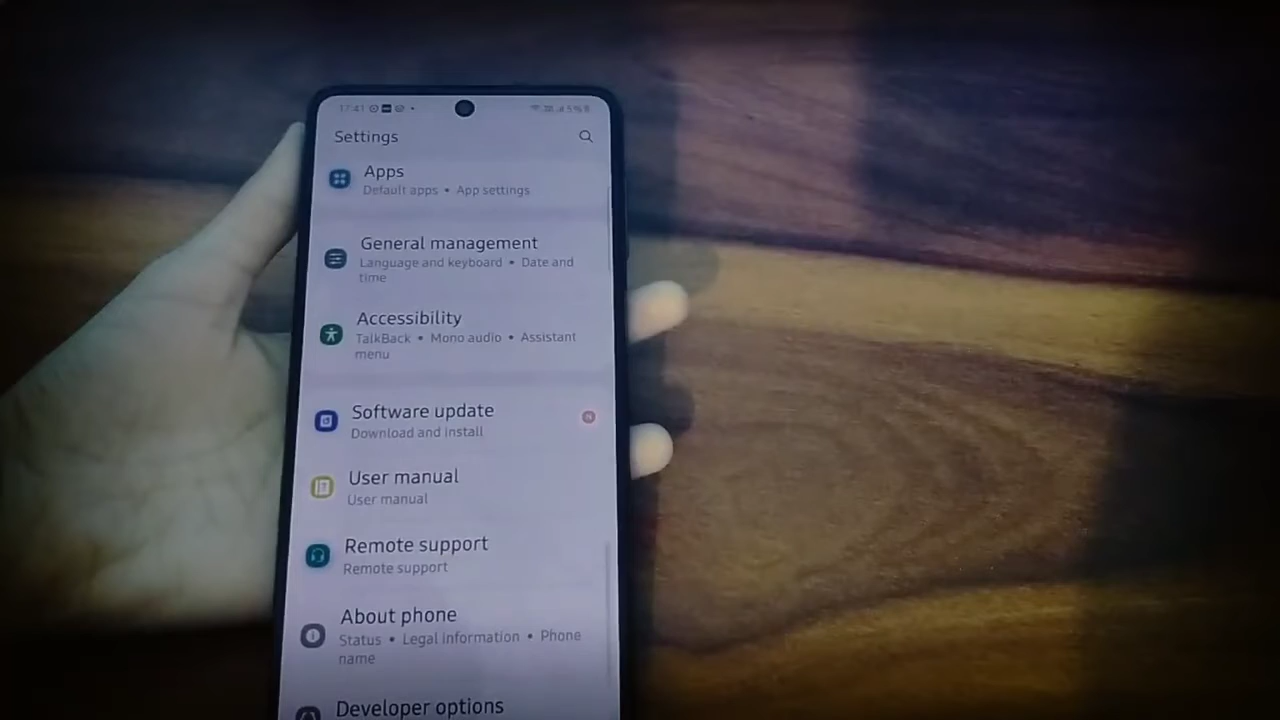 17:41
Settings
Apps
Default apps • App settings
General management
Language and keyboard • Date and
time
Accessibility
TalkBack • Mono audio • Assistant
menu
Software update
Download and install
User manual
User manual
Remote support
Remote support
About phone
Status • Legal information • Phone
name
Developer options